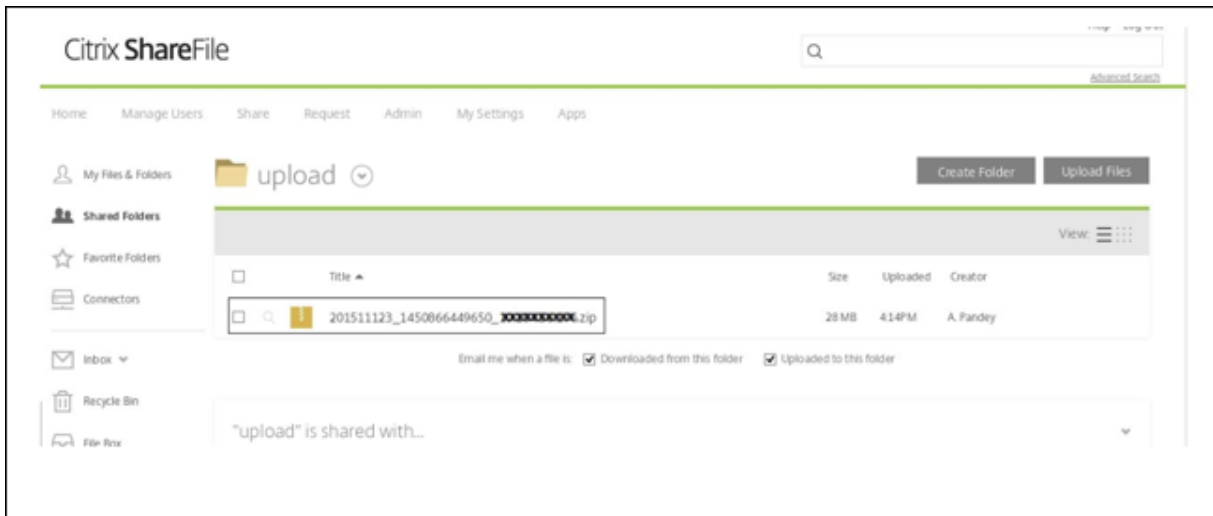 Help Log Out
Citrix ShareFile
Advanced Search
Home Manage Users Share Request Admin My Settings Apps
My Files & Folders
upload
Create Folder
Upload Files
Shared Folders
View:
Favorite Folders
Title Size Uploaded Creator
Connectors
201511123_1450866449650_ .zip 28 MB 4:14PM A. Pandey
Inbox
Email me when a file is: Downloaded from this folder Uploaded to this folder
Recycle Bin
"upload" is shared with...
File Box